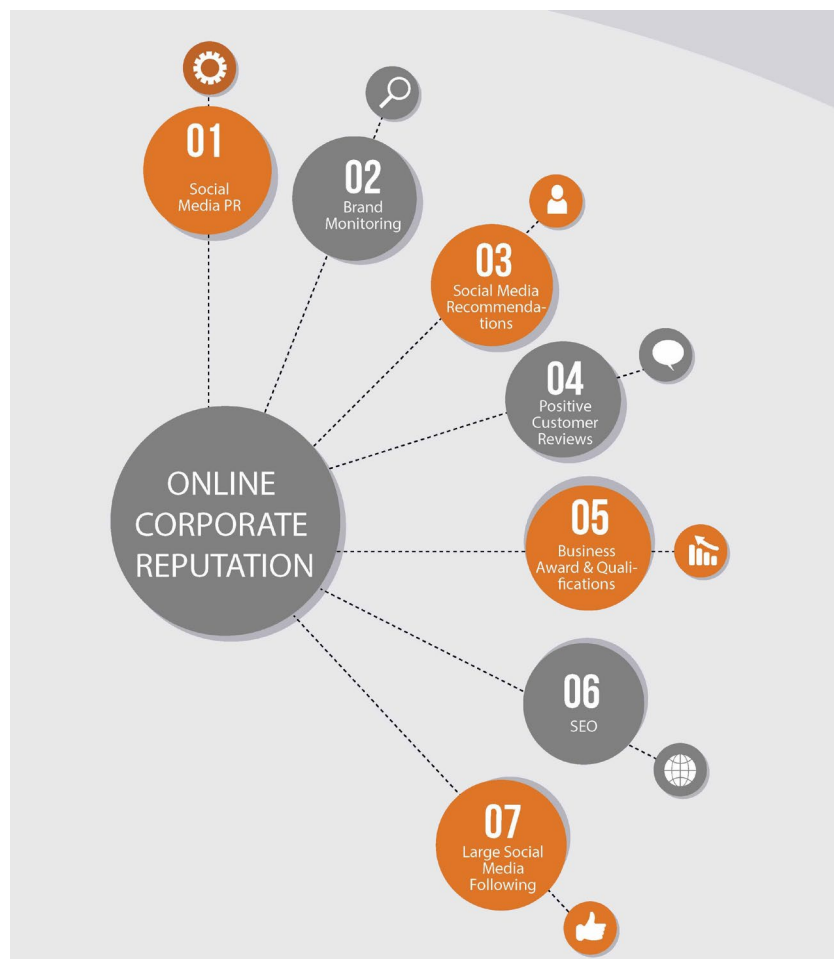 01
Social
Media PR
02
Brand
Monitoring
03
Social Media
Recommenda-
tions
04
Positive
Customer
Reviews
ONLINE
CORPORATE
REPUTATION
05
Business
Award & Quali-
fications
06
SEO
07
Large Social
Media
Following